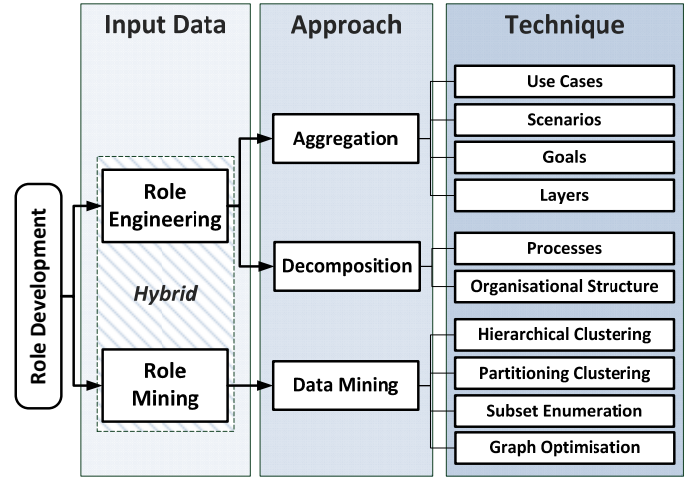 Input Data
Approach
Technique
Role Development
Role
Engineering
Hybrid
Role
Mining
Aggregation
Decomposition
Data Mining
Use Cases
Scenarios
Goals
Layers
Processes
Organisational Structure
Hierarchical Clustering
Partitioning Clustering
Subset Enumeration
Graph Optimisation